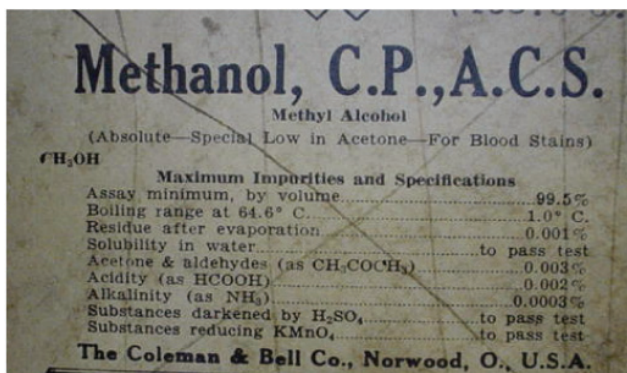 Methanol, C.P., A.C.S.
Methyl Alcohol
(Absolute—Special Low in Acetone—For Blood Stains)
CH₃OH
Maximum Impurities and Specifications
Assay minimum, by volume..............................99.5%
Boiling range at 64.6° C..............................1.0° C.
Residue after evaporation..............................0.001%
Solubility in water..............................to pass test
Acetone & aldehydes (as CH₃COCH₃)..............0.003%
Acidity (as HCOOH)..............................0.002%
Alkalinity (as NH₃)..............................0.0003%
Substances darkened by H₂SO₄..............to pass test
Substances reducing KMnO₄..............to pass test
The Coleman & Bell Co., Norwood, O., U.S.A.